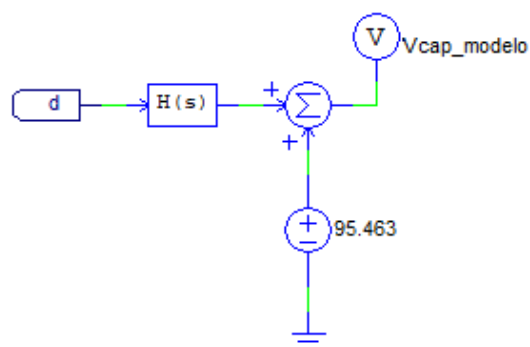 V
Vcap_modelo
d
H(s)
+
Σ
+
+
−
95.463